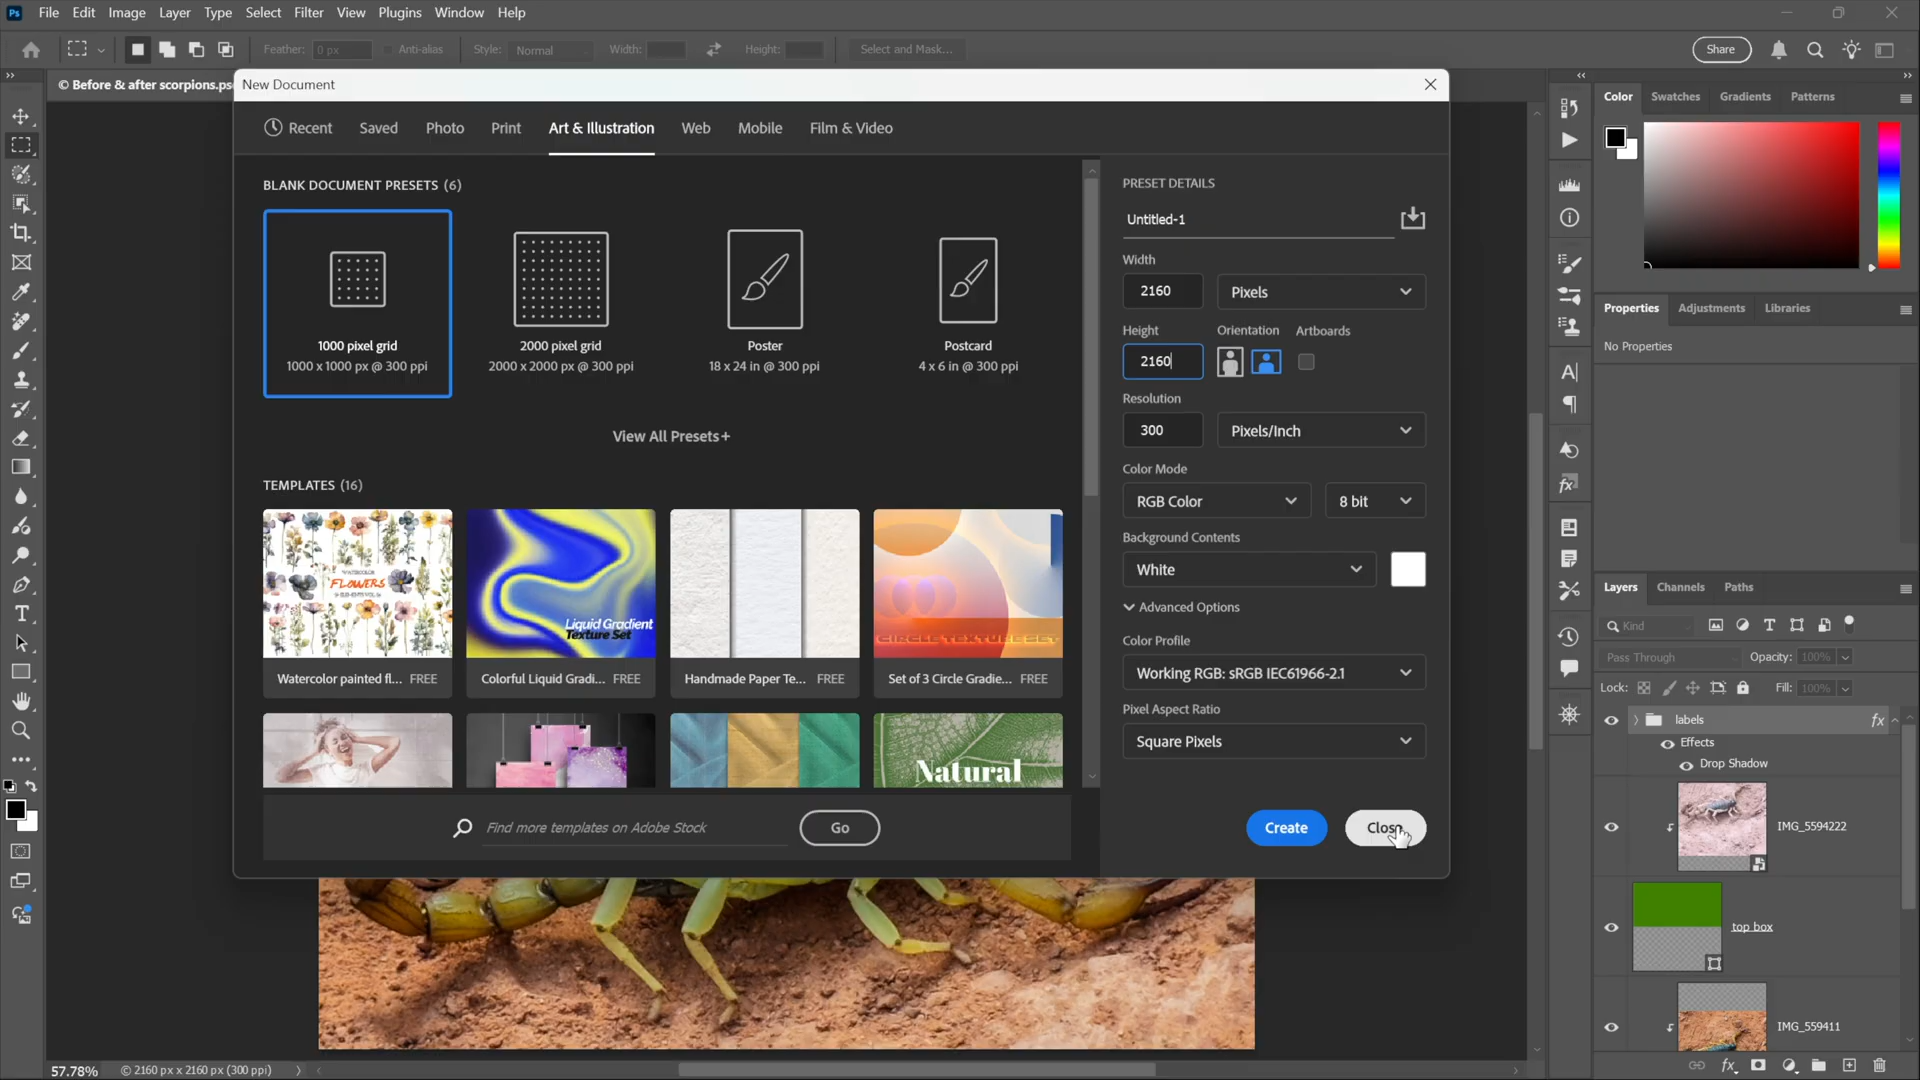 Ps File Edit Image Layer Type Select Filter View Plugins Window Help
Feather: 0 px Anti-alias Style: Normal Width: Height: Select and Mask... Share
© Before & after scorpions.ps
New Document
Recent Saved Photo Print Art & Illustration Web Mobile Film & Video
BLANK DOCUMENT PRESETS (6)
1000 pixel grid
1000 x 1000 px @ 300 ppi
2000 pixel grid
2000 x 2000 px @ 300 ppi
Poster
18 x 24 in @ 300 ppi
Postcard
4 x 6 in @ 300 ppi
View All Presets+
TEMPLATES (16)
WATERCOLOR
FLOWERS
Liquid Gradient
Texture Set
CIRCLE TEXTURE SET
Watercolor painted fl... FREE
Colorful Liquid Gradi... FREE
Handmade Paper Te... FREE
Set of 3 Circle Gradie... FREE
Natural
Find more templates on Adobe Stock
Go
PRESET DETAILS
Untitled-1
Width
2160 Pixels
Height Orientation Artboards
2160
Resolution
300 Pixels/Inch
Color Mode
RGB Color 8 bit
Background Contents
White
Advanced Options
Color Profile
Working RGB: sRGB IEC61966-2.1
Pixel Aspect Ratio
Square Pixels
Create Close
Color Swatches Gradients Patterns
Properties Adjustments Libraries
No Properties
Layers Channels Paths
Kind
Pass Through Opacity: 100%
Lock: Fill: 100%
labels fx
Effects
Drop Shadow
IMG_5594222
top box
IMG_559411
57.78% © 2160 px x 2160 px (300 ppi)